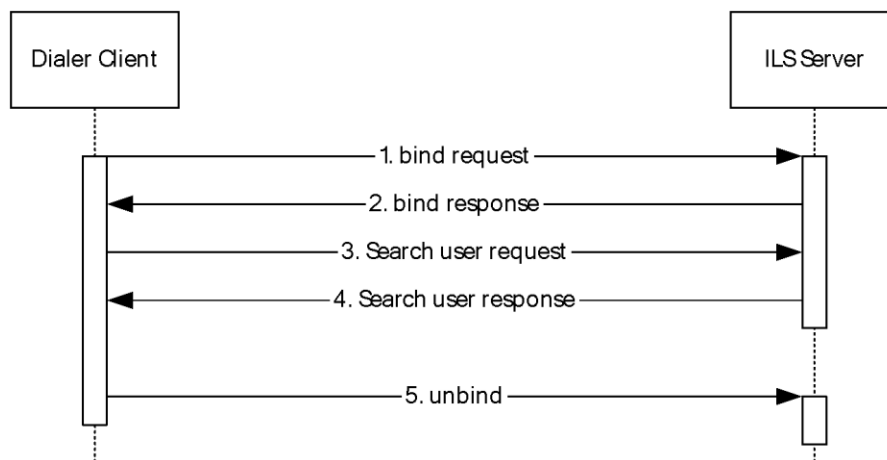 Dialer Client
ILS Server
1. bind request
2. bind response
3. Search user request
4. Search user response
5. unbind